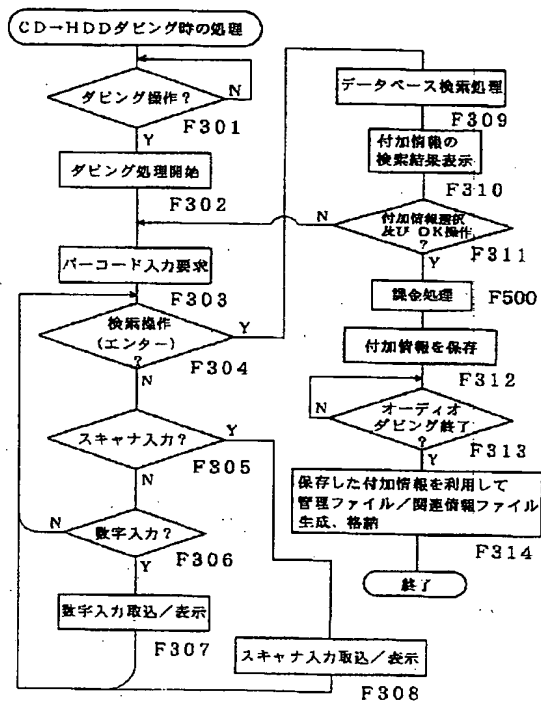 CD→HDDダビング時の処理
ダビング操作?
N
F301
Y
ダビング処理開始
F302
バーコード入力要求
F303
検索操作
(エンター)
?
Y
F304
N
スキャナ入力?
Y
F305
N
数字入力?
N
F306
Y
数字入力取込/表示
F307
スキャナ入力取込/表示
F308
データベース検索処理
F309
付加情報の
検索結果表示
F310
N
付加情報選択
及び OK操作
?
F311
Y
課金処理
F500
付加情報を保存
F312
N
オーディオ
ダビング終了
?
F313
Y
保存した付加情報を利用して
管理ファイル/関連情報ファイル
生成、格納
F314
終了